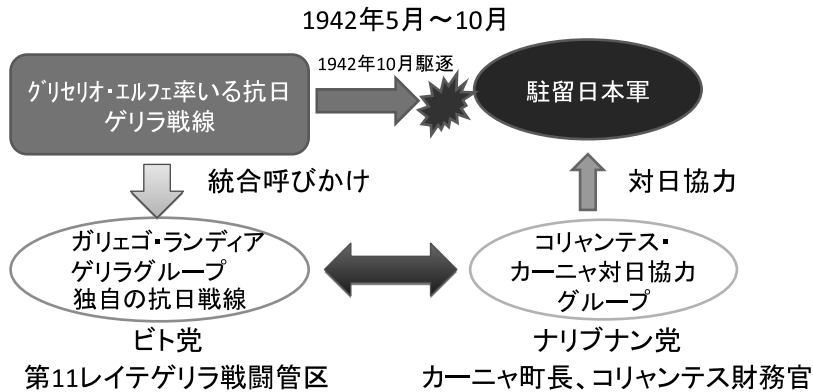 1942年5月～10月
1942年10月駆逐
グリセリオ・エルフェ率いる抗日
ゲリラ戦線
駐留日本軍
統合呼びかけ
対日協力
ガリェゴ・ランディア
ゲリラグループ
独自の抗日戦線
コリャンテス・
カーニャ対日協力
グループ
ビト党
ナリブナン党
第11レイテゲリラ戦闘管区
カーニャ町長、コリャンテス財務官